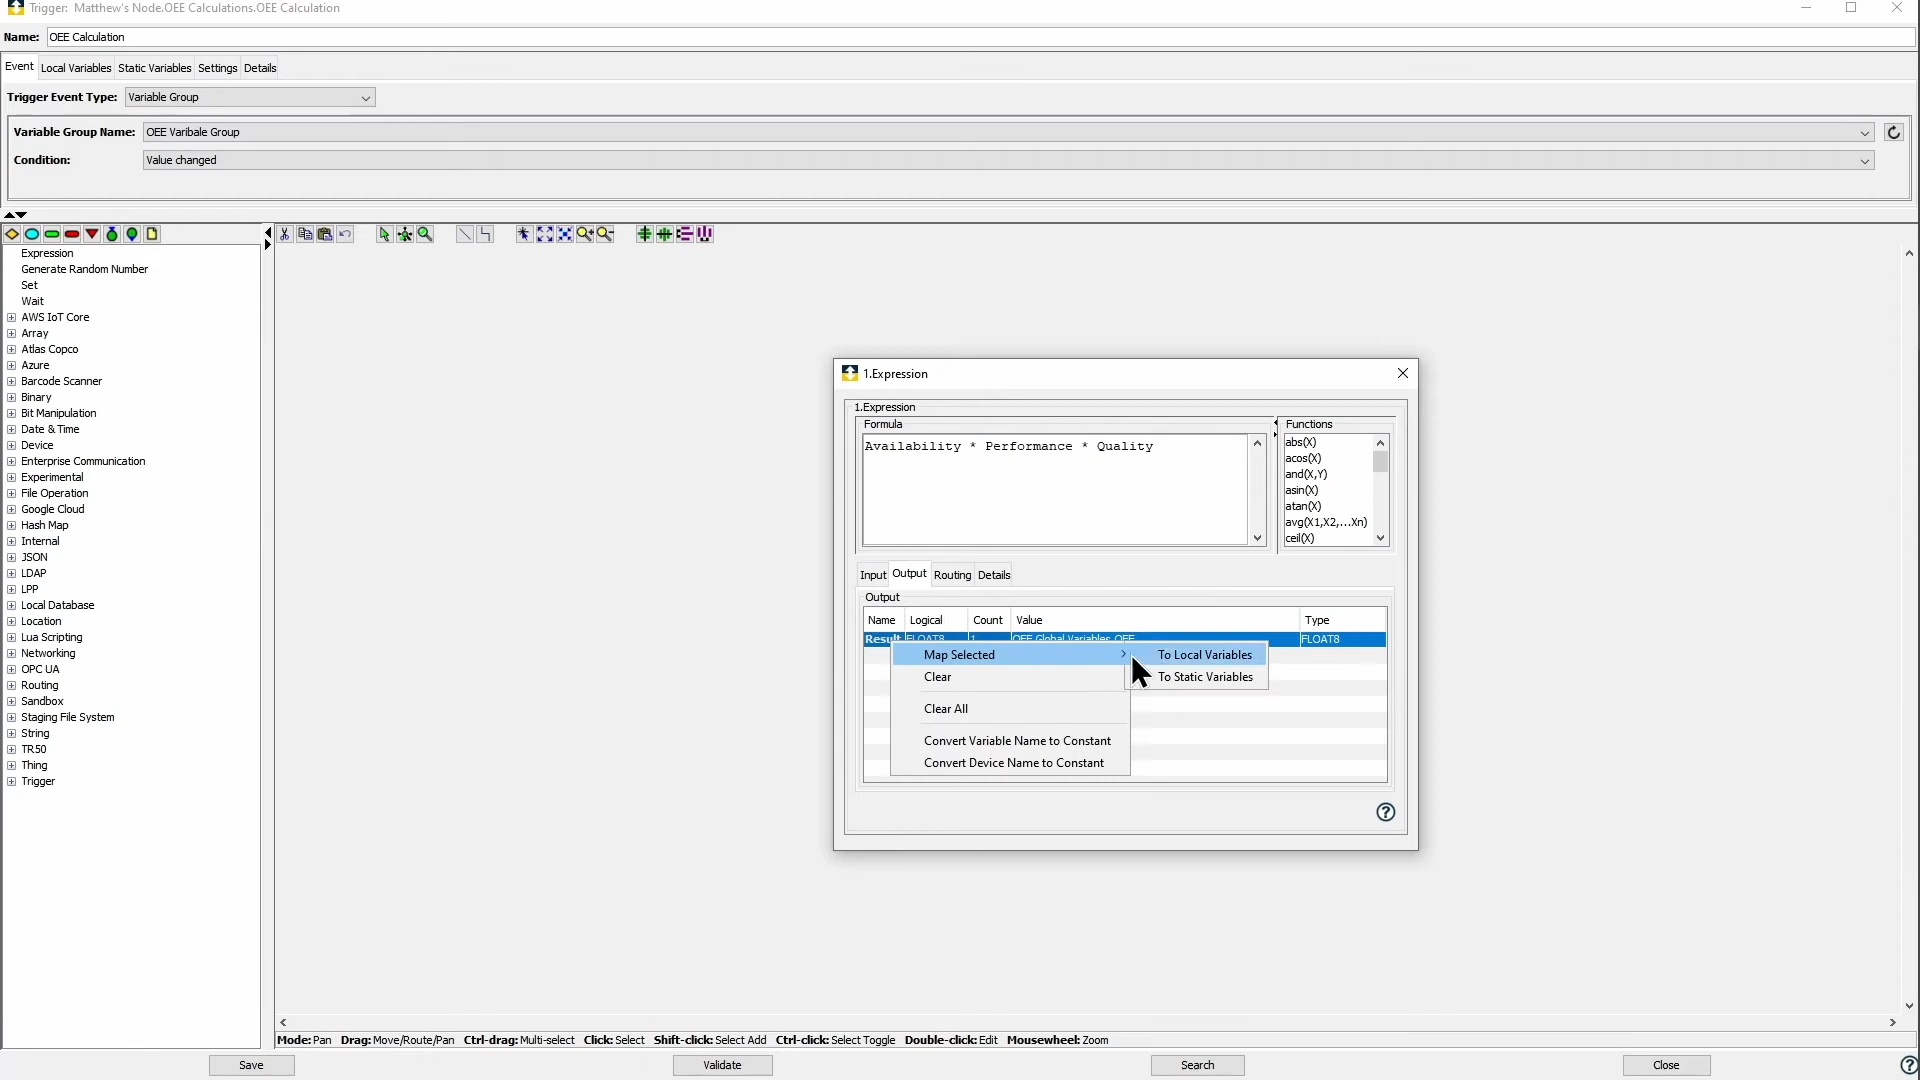 Trigger: Matthew's Node.OEE Calculations.OEE Calculation
Name: OEE Calculation
Event Local Variables Static Variables Settings Details
Trigger Event Type: Variable Group
Variable Group Name: OEE Varibale Group
Condition: Value changed
Expression
Generate Random Number
Set
Wait
AWS IoT Core
Array
Atlas Copco
Azure
Barcode Scanner
Binary
Bit Manipulation
Date & Time
Device
Enterprise Communication
Experimental
File Operation
Google Cloud
Hash Map
Internal
JSON
LDAP
LPP
Local Database
Location
Lua Scripting
Networking
OPC UA
Routing
Sandbox
Staging File System
String
TR50
Thing
Trigger
1.Expression
1.Expression
Formula
Availability * Performance * Quality
Functions
abs(X)
acos(X)
and(X,Y)
asin(X)
atan(X)
avg(X1,X2,...Xn)
ceil(X)
Input Output Routing Details
Output
Name Logical Count Value Type
Result FLOAT8 1 OEE Global Variables.OEE FLOAT8
Map Selected
Clear
Clear All
Convert Variable Name to Constant
Convert Device Name to Constant
To Local Variables
To Static Variables
Mode: Pan Drag: Move/Route/Pan Ctrl-drag: Multi-select Click: Select Shift-click: Select Add Ctrl-click: Select Toggle Double-click: Edit Mousewheel: Zoom
Save Validate Search Close